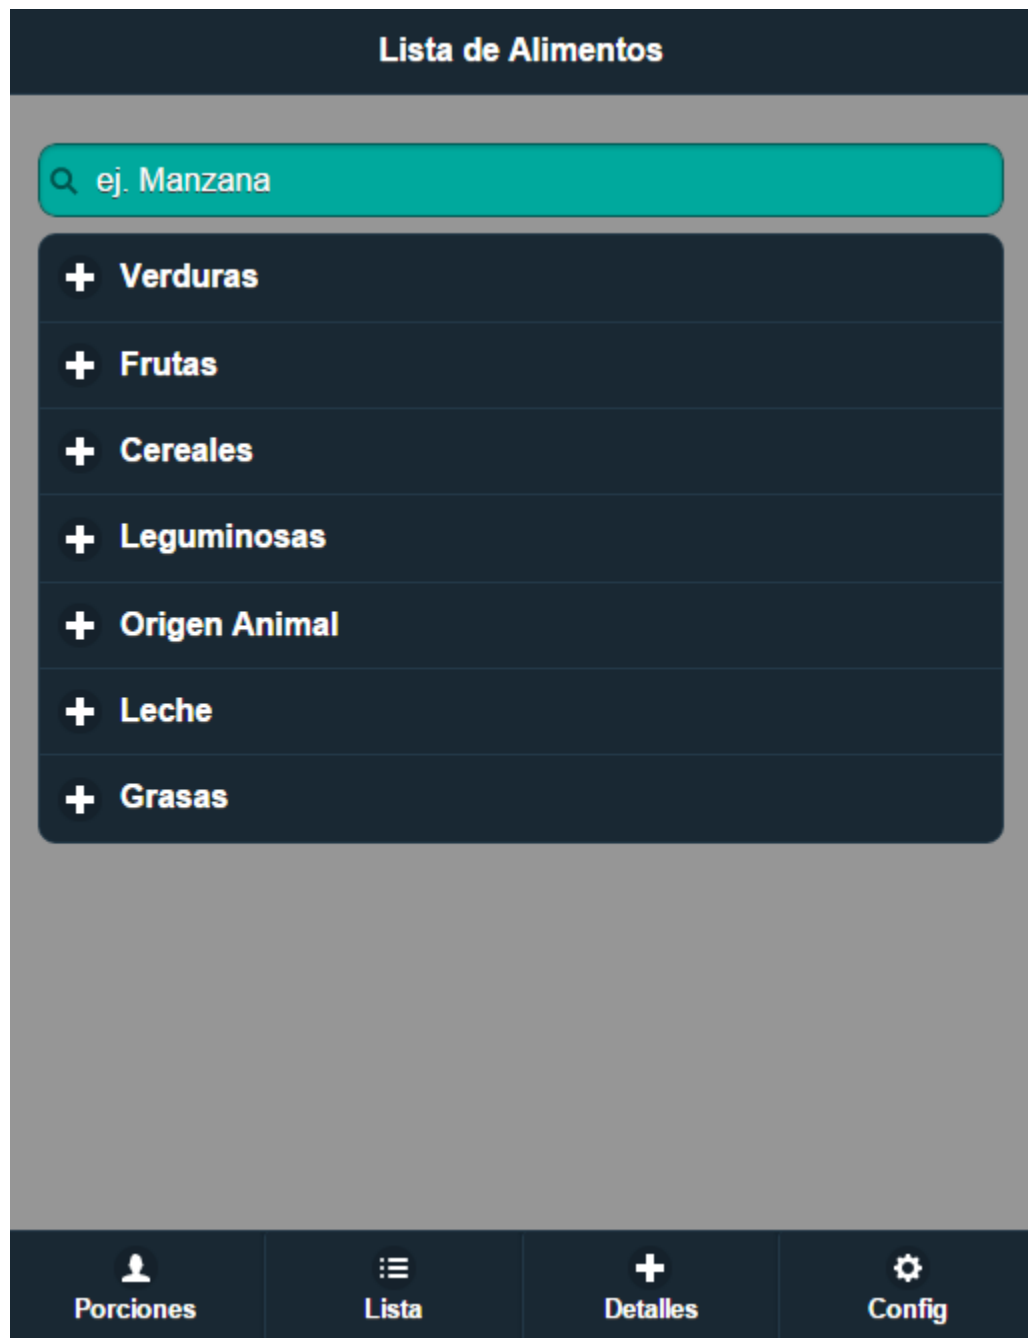 Lista de Alimentos
ej. Manzana
Verduras
Frutas
Cereales
Leguminosas
Origen Animal
Leche
Grasas
Porciones
Lista
Detalles
Config